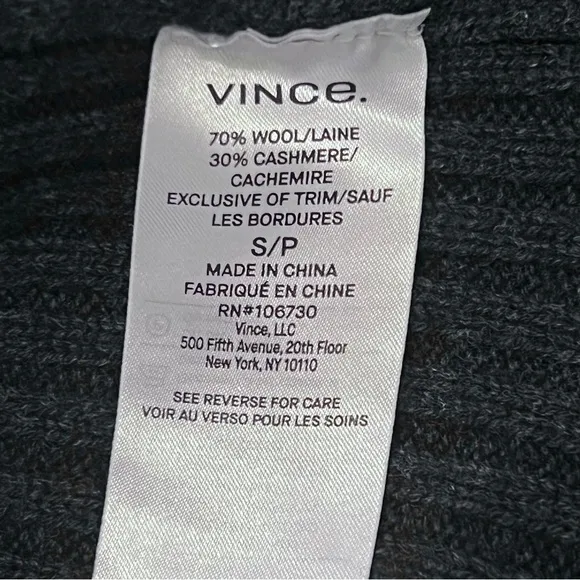 VINCe.
70% WOOL/LAINE
30% CASHMERE/
CACHEMIRE
EXCLUSIVE OF TRIM/SAUF
LES BORDURES
S/P
MADE IN CHINA
FABRIQUÉ EN CHINE
RN#106730
Vince, LLC
500 Fifth Avenue, 20th Floor
New York, NY 10110
SEE REVERSE FOR CARE
VOIR AU VERSO POUR LES SOINS